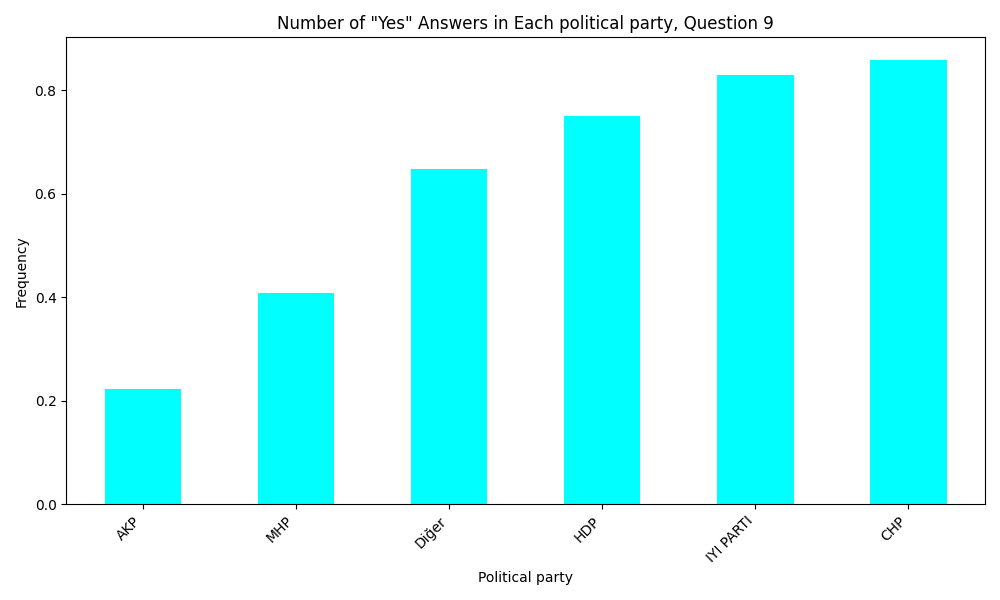 Number of "Yes" Answers in Each political party, Question 9
Frequency
0.8
0.6
0.4
0.2
0.0
AKP
MHP
Diğer
HDP
IYI PARTI
CHP
Political party